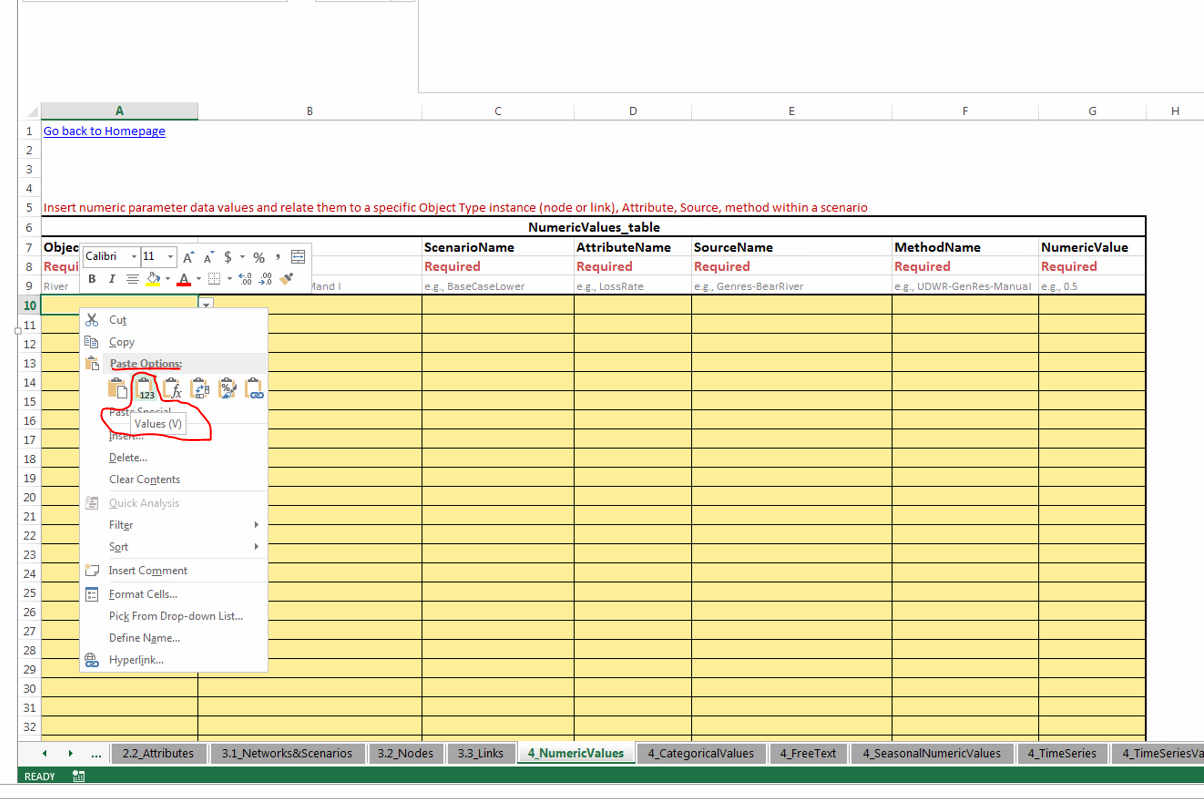 A B C D E F G H
1 Go back to Homepage
2
3
4
5 Insert numeric parameter data values and relate them to a specific Object Type instance (node or link), Attribute, Source, method within a scenario
6 NumericValues_table
7 Objec ScenarioName AttributeName SourceName MethodName NumericValue
Calibri 11 A A $ % ,
8 Requi Required Required Required Required Required
B I A .00
9 River Mand I e.g., BaseCaseLower e.g., LossRate e.g., Genres-BearRiver e.g., UDWR-GenRes-Manual e.g., 0.5
10
11 Cut
12 Copy
13 Paste Options:
14
123 fx %
15
Paste Special...
16 Values (V)
17 Insert...
18 Delete...
19 Clear Contents
20 Quick Analysis
21
22 Filter
23 Sort
24 Insert Comment
25 Format Cells...
26 Pick From Drop-down List...
27 Define Name...
28
29 Hyperlink...
30
31
32
... 2.2_Attributes 3.1_Networks&Scenarios 3.2_Nodes 3.3_Links 4_NumericValues 4_CategoricalValues 4_FreeText 4_SeasonalNumericValues 4_TimeSeries 4_TimeSeriesVa
READY